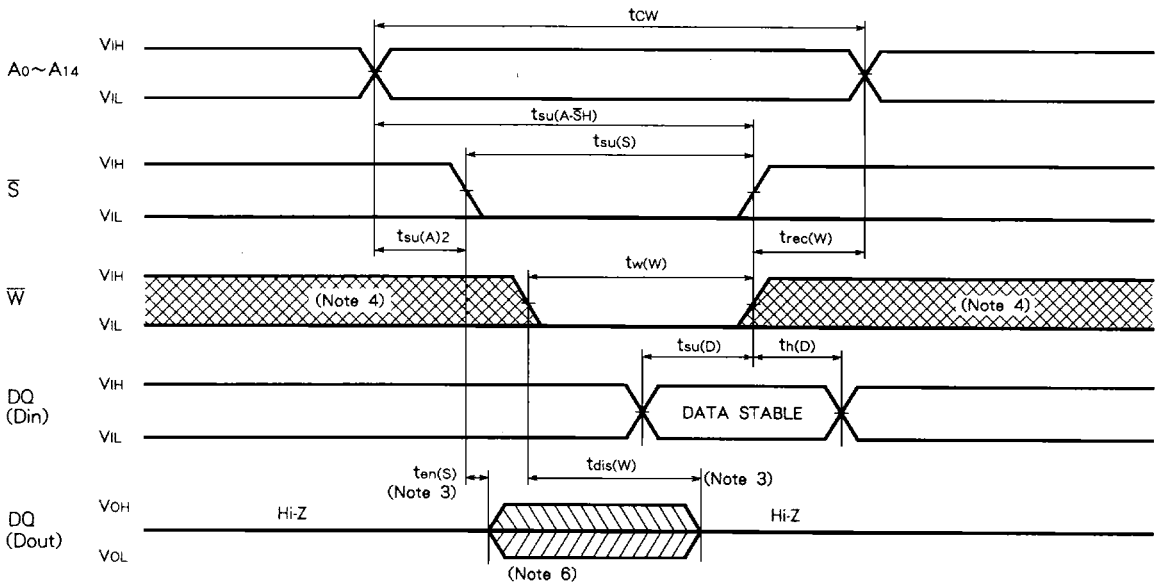 tCW
VIH
A0~A14
VIL
tsu(A-S̅H)
tsu(S)
VIH
S̅
VIL
tsu(A)2
trec(W)
tw(W)
VIH
W̅
(Note 4)
(Note 4)
VIL
tsu(D)
th(D)
VIH
DQ
(Din)
DATA STABLE
VIL
ten(S)
(Note 3)
tdis(W)
(Note 3)
VOH
DQ
(Dout)
Hi-Z
Hi-Z
VOL
(Note 6)